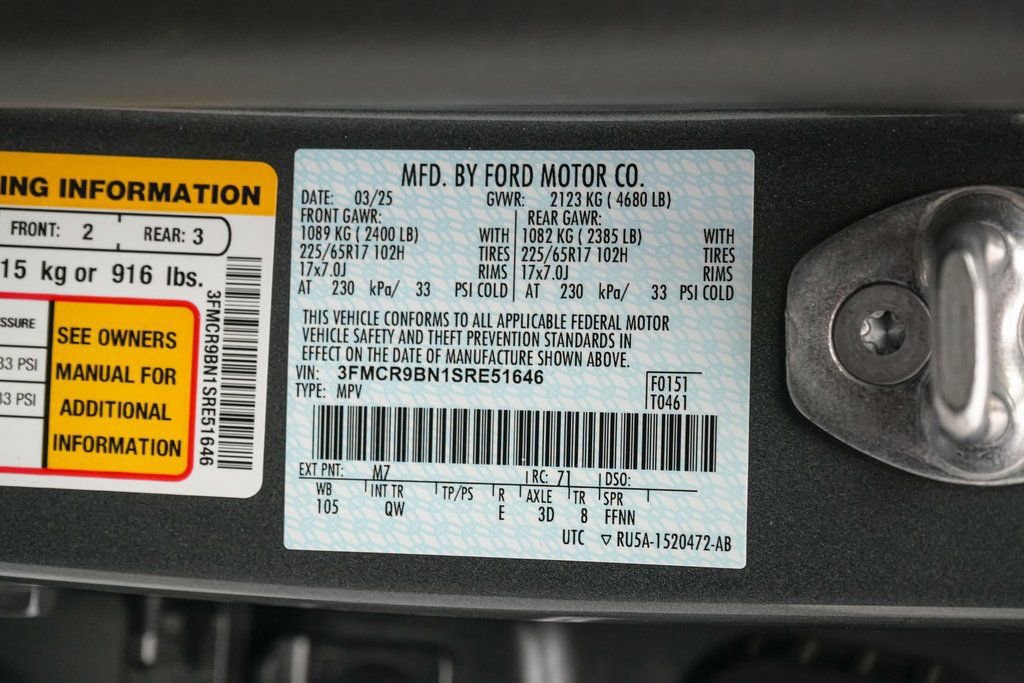 ING INFORMATION
FRONT: 2 REAR: 3
15 kg or 916 lbs.
SSURE
33 PSI
33 PSI
SEE OWNERS
MANUAL FOR
ADDITIONAL
INFORMATION
3FMCR9BN1SRE51646
MFD. BY FORD MOTOR CO.
DATE: 03/25 GVWR: 2123 KG ( 4680 LB)
FRONT GAWR: REAR GAWR:
1089 KG ( 2400 LB) WITH 1082 KG ( 2385 LB) WITH
225/65R17 102H TIRES 225/65R17 102H TIRES
17x7.0J RIMS 17x7.0J RIMS
AT 230 kPa/ 33 PSI COLD AT 230 kPa/ 33 PSI COLD
THIS VEHICLE CONFORMS TO ALL APPLICABLE FEDERAL MOTOR
VEHICLE SAFETY AND THEFT PREVENTION STANDARDS IN
EFFECT ON THE DATE OF MANUFACTURE SHOWN ABOVE.
VIN: 3FMCR9BN1SRE51646 F0151
TYPE: MPV T0461
EXT PNT: M7 RC: 71 DSO:
WB INT TR TP/PS R AXLE TR SPR
105 QW E 3D 8 FFNN
UTC ▽ RU5A-1520472-AB